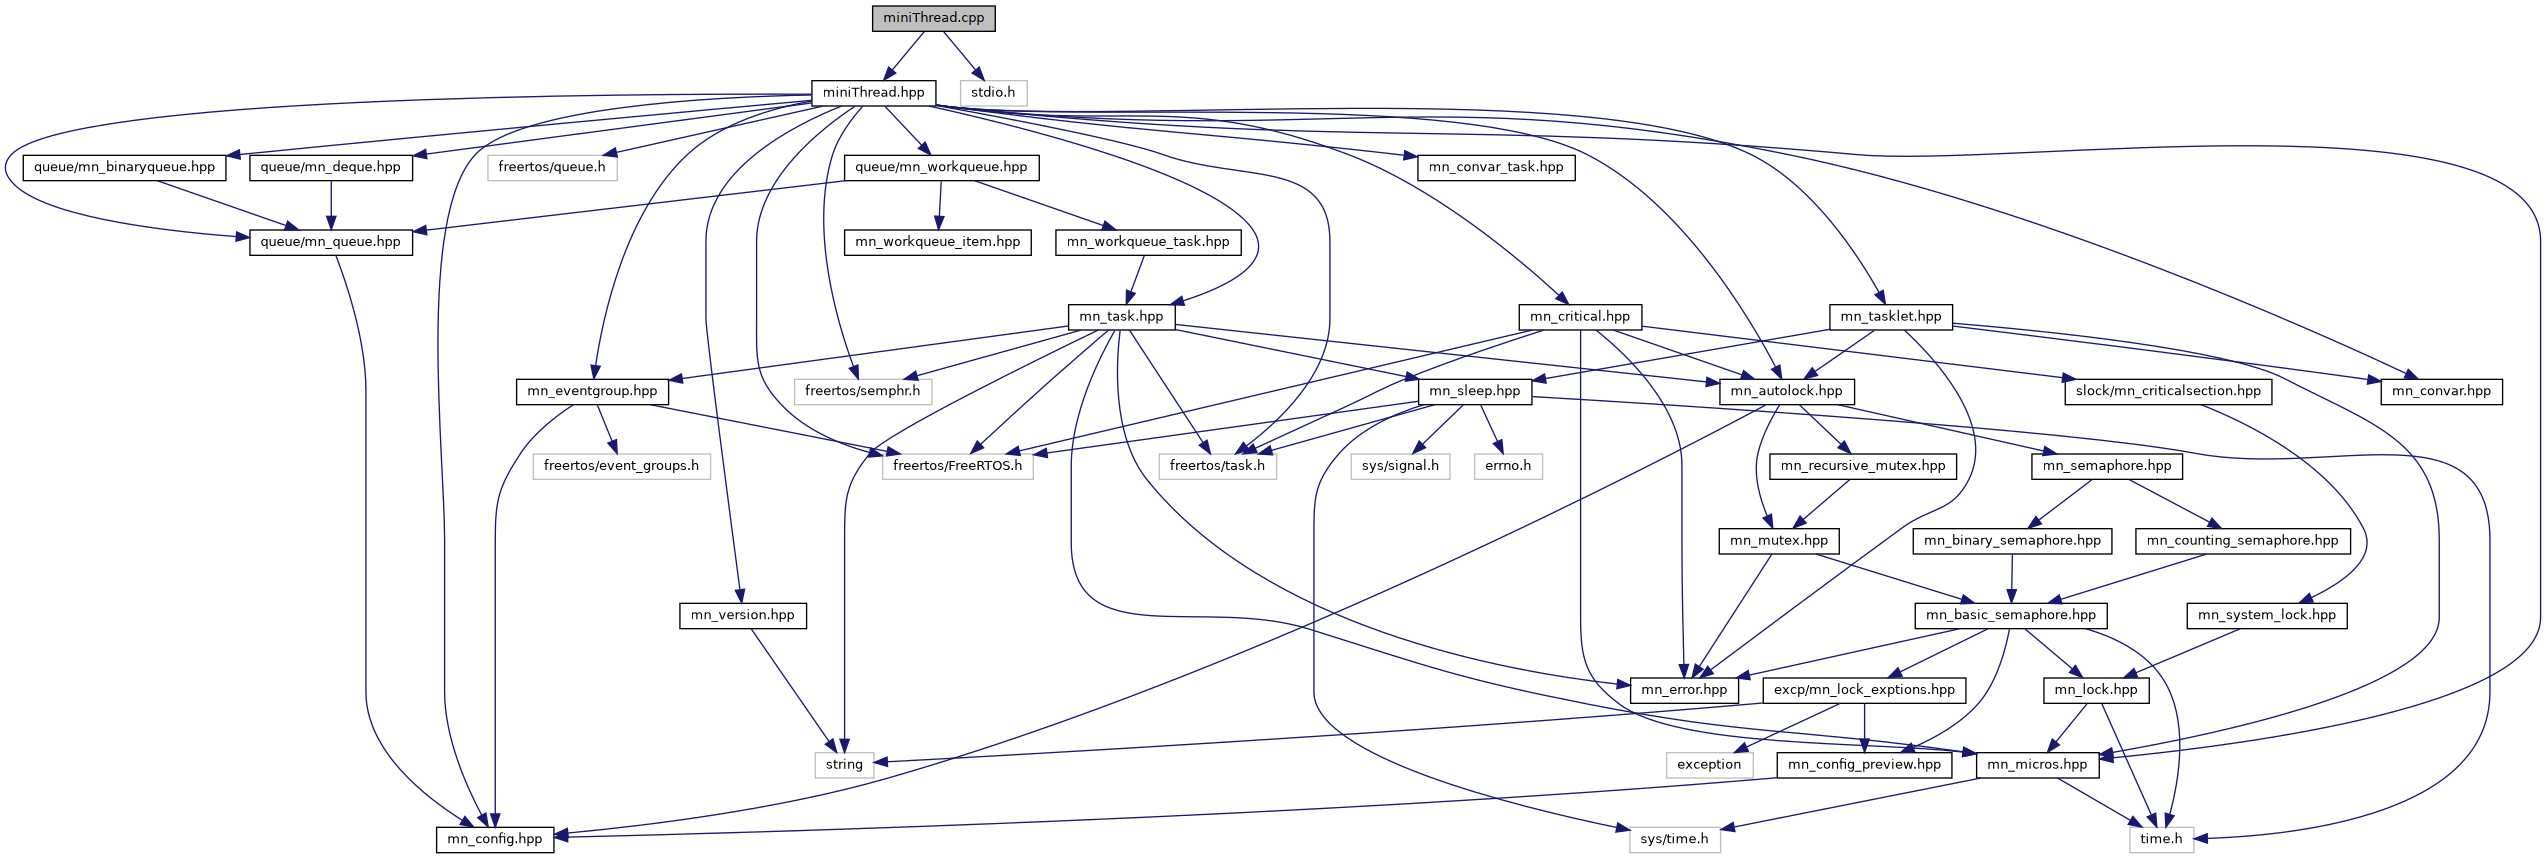 miniThread.cpp
miniThread.hpp
stdio.h
queue/mn_binaryqueue.hpp
queue/mn_deque.hpp
freertos/queue.h
queue/mn_workqueue.hpp
mn_convar_task.hpp
queue/mn_queue.hpp
mn_workqueue_item.hpp
mn_workqueue_task.hpp
mn_task.hpp
mn_critical.hpp
mn_tasklet.hpp
mn_eventgroup.hpp
freertos/semphr.h
mn_sleep.hpp
mn_autolock.hpp
slock/mn_criticalsection.hpp
mn_convar.hpp
freertos/event_groups.h
freertos/FreeRTOS.h
freertos/task.h
sys/signal.h
errno.h
mn_recursive_mutex.hpp
mn_semaphore.hpp
mn_mutex.hpp
mn_binary_semaphore.hpp
mn_counting_semaphore.hpp
mn_version.hpp
mn_basic_semaphore.hpp
mn_system_lock.hpp
mn_error.hpp
excp/mn_lock_exptions.hpp
mn_lock.hpp
string
exception
mn_config_preview.hpp
mn_micros.hpp
mn_config.hpp
sys/time.h
time.h